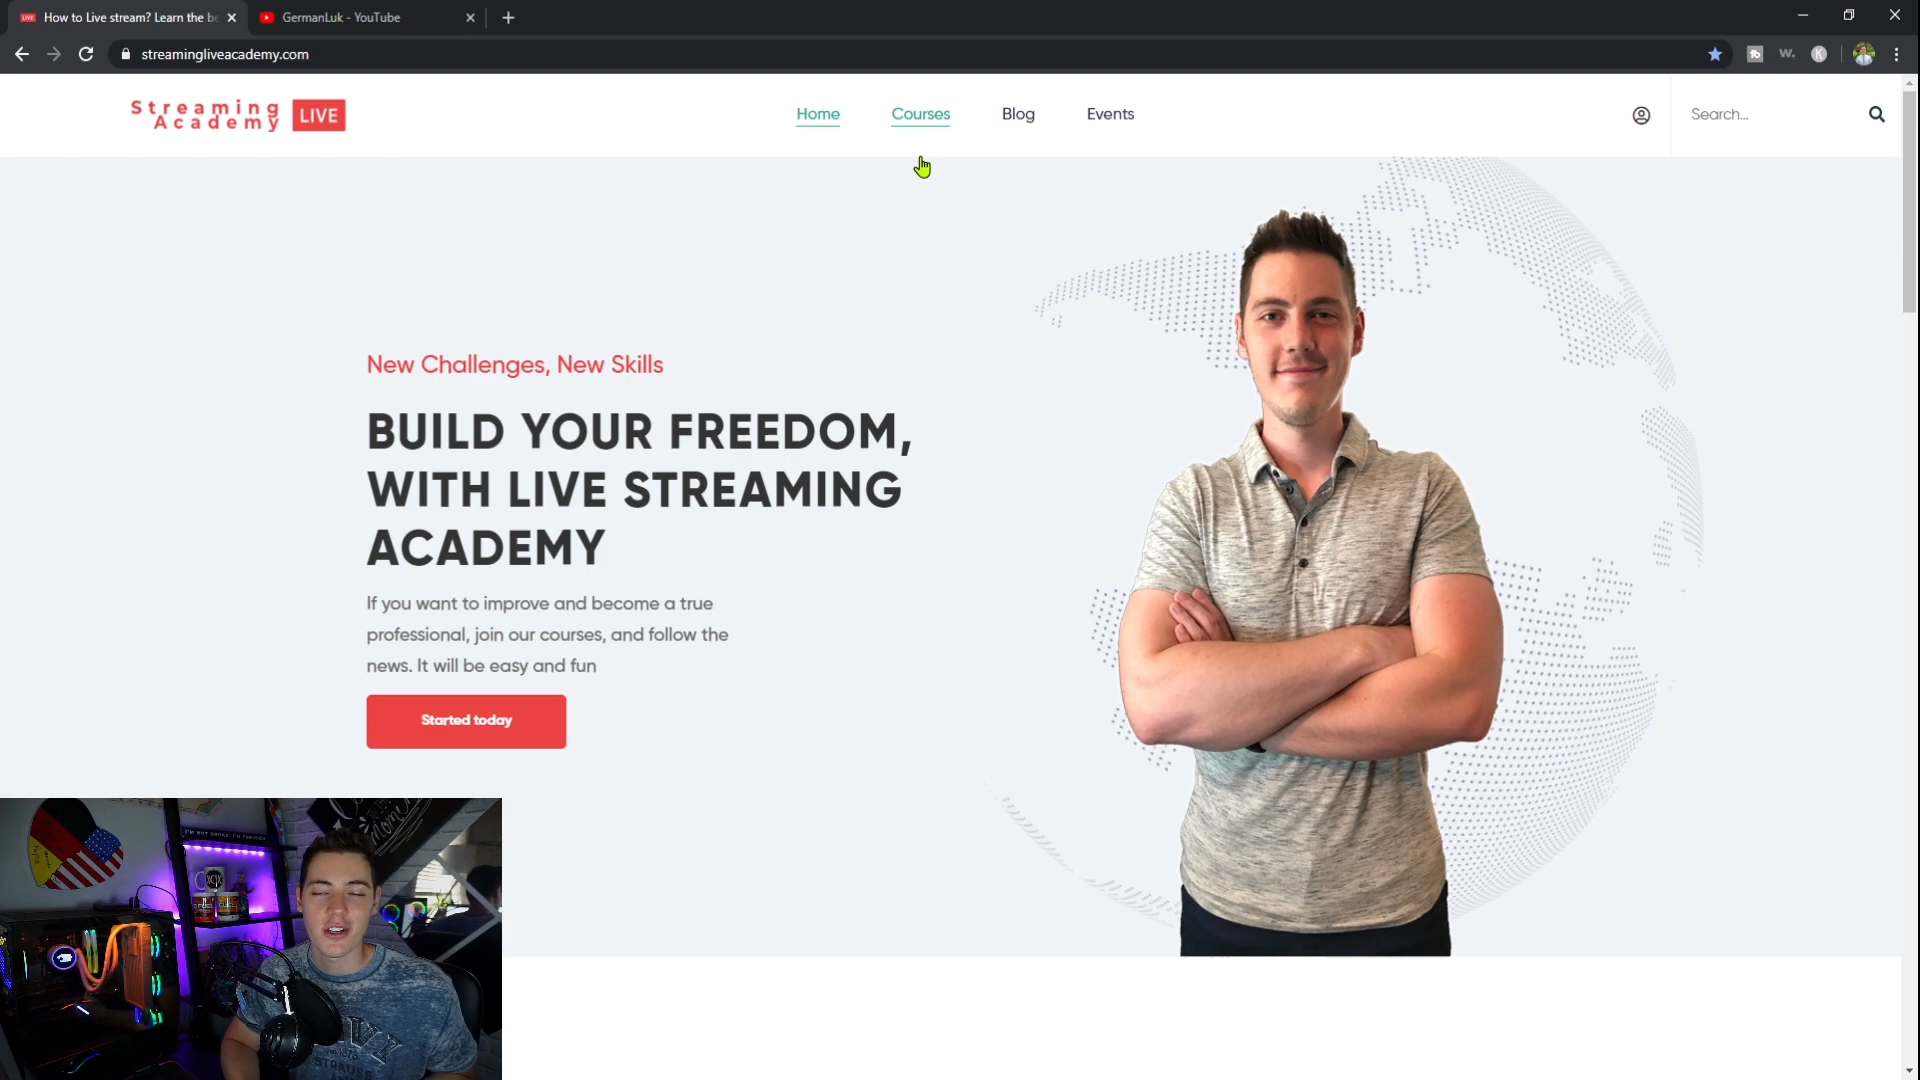 How to Live stream? Learn the be
GermanLuk - YouTube
streamingliveacademy.com
Streaming
Academy
LIVE
Home
Courses
Blog
Events
Search...
New Challenges, New Skills
BUILD YOUR FREEDOM,
WITH LIVE STREAMING
ACADEMY
If you want to improve and become a true
professional, join our courses, and follow the
news. It will be easy and fun
Started today